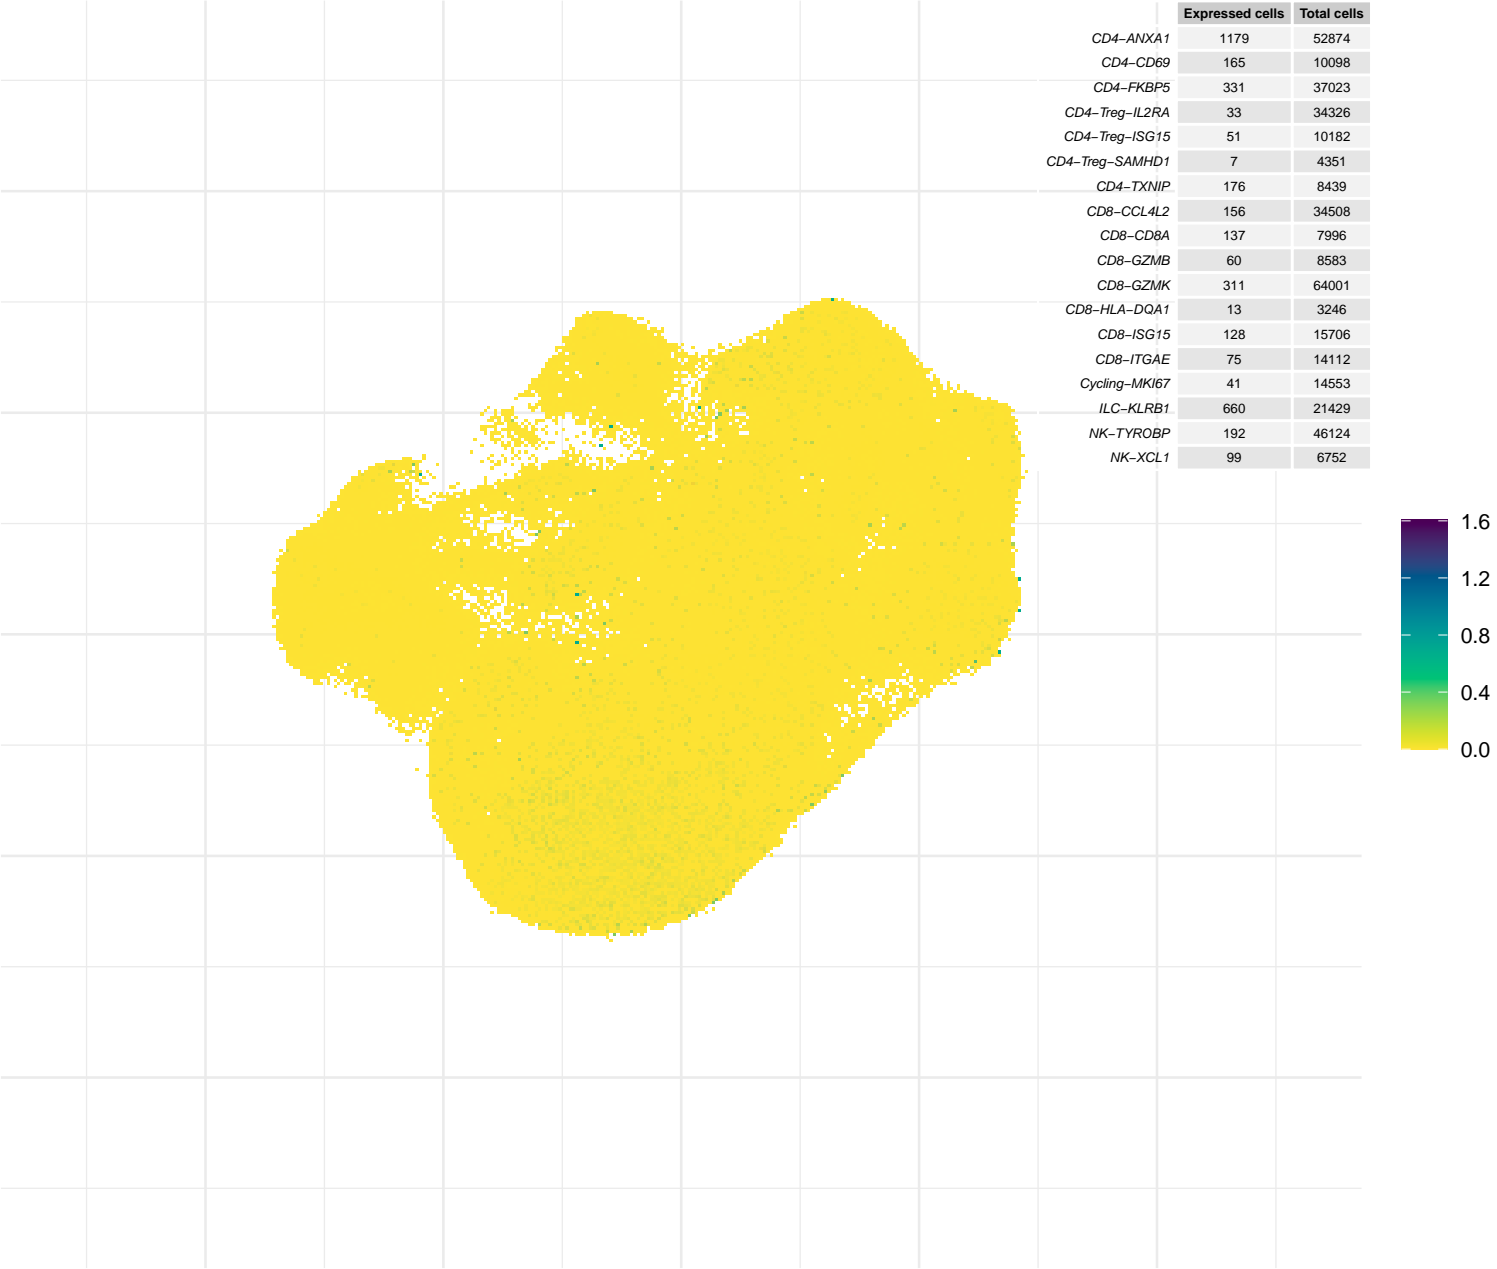 Expressed cells Total cells
CD4−ANXA1 1179 52874
CD4−CD69 165 10098
CD4−FKBP5 331 37023
CD4−Treg−IL2RA 33 34326
CD4−Treg−ISG15 51 10182
CD4−Treg−SAMHD1 7 4351
CD4−TXNIP 176 8439
CD8−CCL4L2 156 34508
CD8−CD8A 137 7996
CD8−GZMB 60 8583
CD8−GZMK 311 64001
CD8−HLA−DQA1 13 3246
CD8−ISG15 128 15706
CD8−ITGAE 75 14112
Cycling−MKI67 41 14553
ILC−KLRB1 660 21429
NK−TYROBP 192 46124
NK−XCL1 99 6752
1.6
1.2
0.8
0.4
0.0